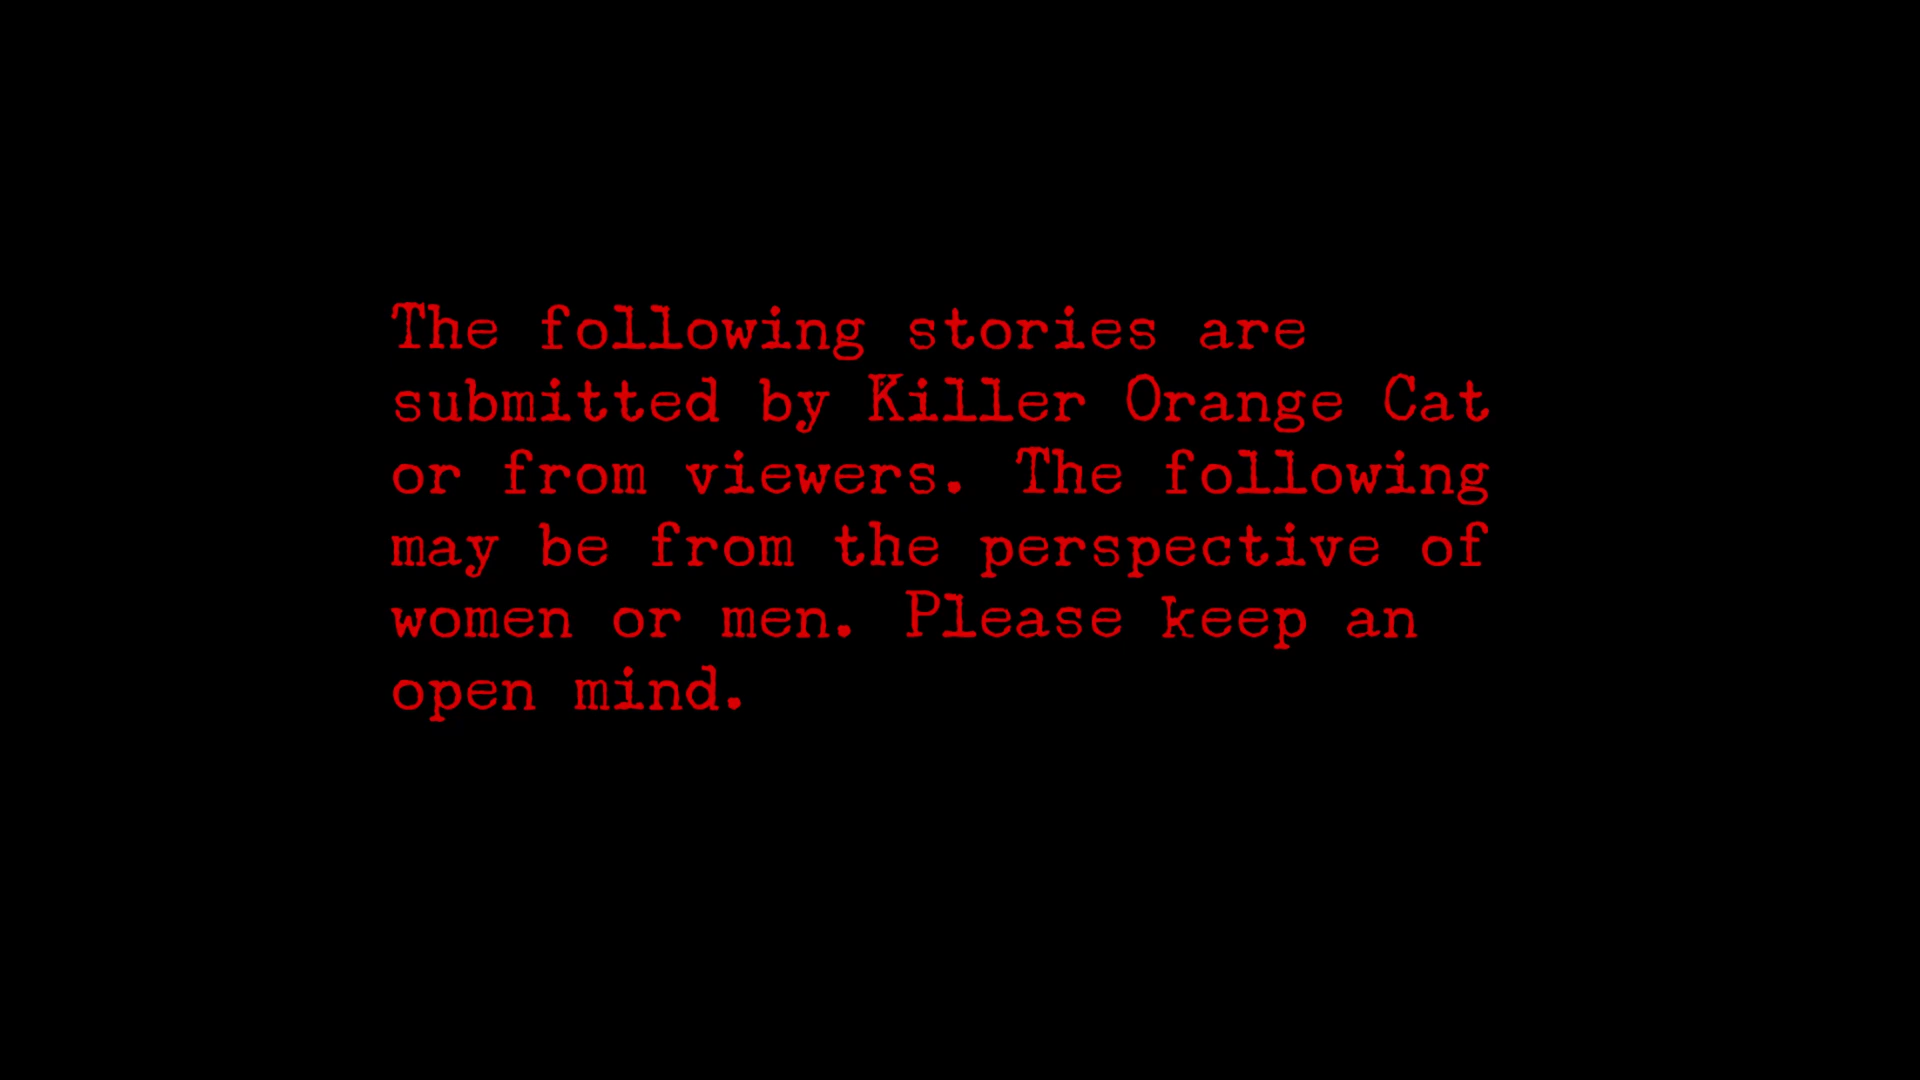 The following stories are
submitted by Killer Orange Cat
or from viewers. The following
may be from the perspective of
women or men. Please keep an
open mind.